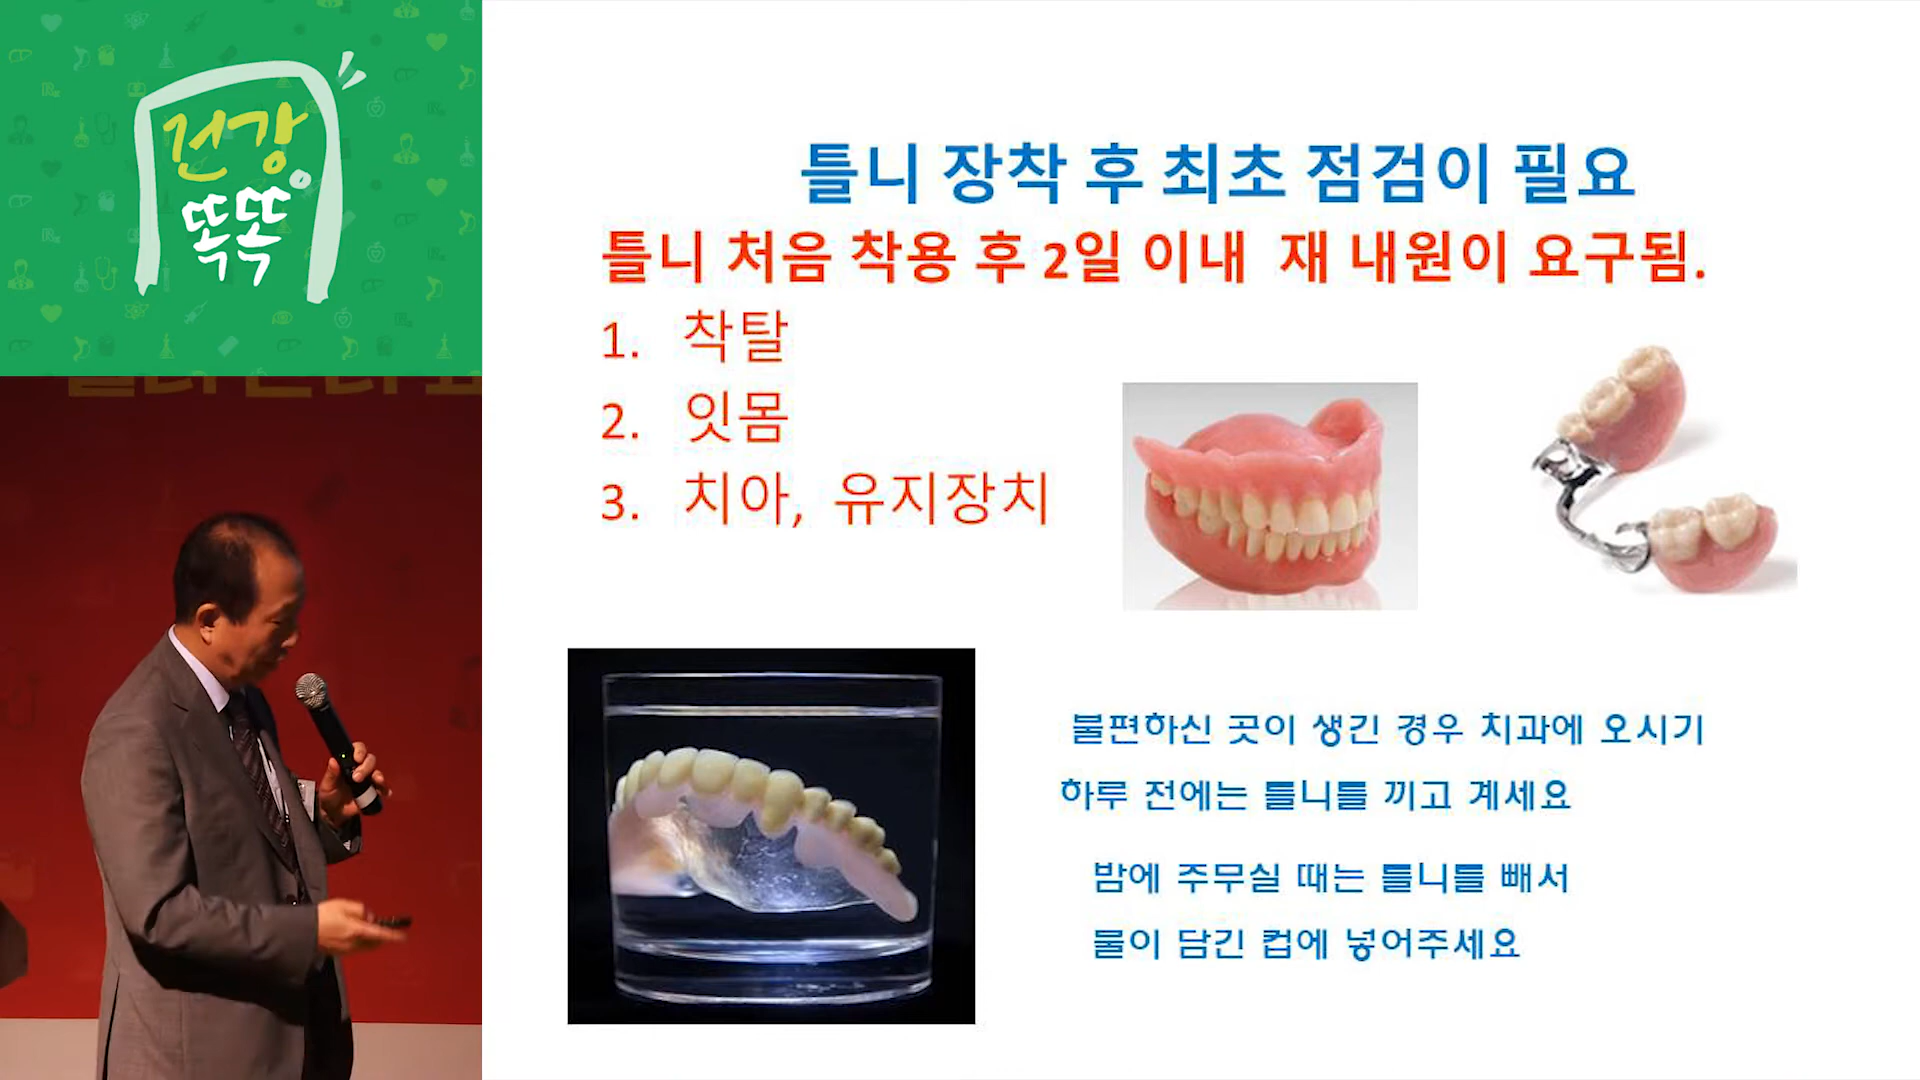 건강
똑똑
틀니 장착 후 최초 점검이 필요
틀니 처음 착용 후 2일 이내 재 내원이 요구됨.
1. 착탈
2. 잇몸
3. 치아, 유지장치
불편하신 곳이 생긴 경우 치과에 오시기
하루 전에는 틀니를 끼고 계세요
밤에 주무실 때는 틀니를 빼서
물이 담긴 컵에 넣어주세요